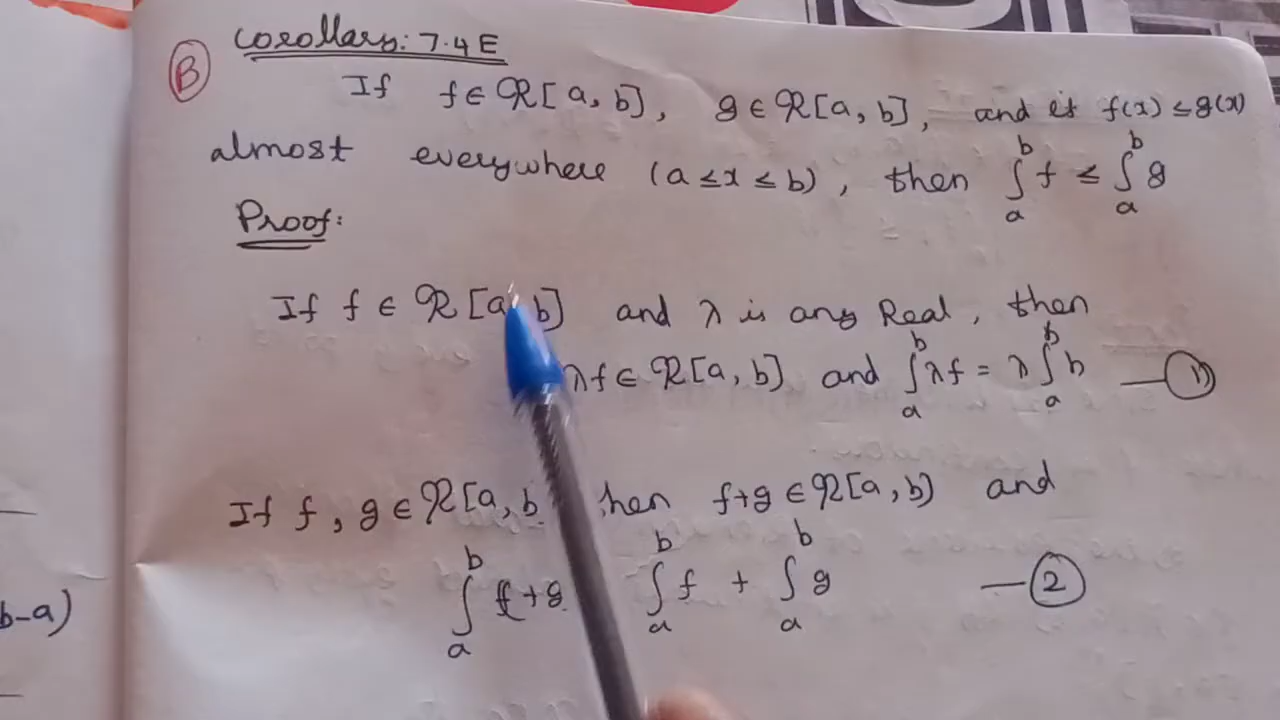 Corollary: 7.4E
B
If f ∈ ℛ[a, b], g ∈ ℛ[a, b], and if f(x) ≤ g(x)
almost everywhere (a ≤ x ≤ b), then ∫_a^b f ≤ ∫_a^b g
Proof:
If f ∈ ℛ[a, b] and λ is any Real, then
λf ∈ ℛ[a, b] and ∫_a^b λf = λ ∫_a^b b — 1)
If f, g ∈ ℛ[a, b hen f+g ∈ ℛ[a, b) and
∫_a^b f+g ∫_a^b f + ∫_a^b g — 2
b-a)